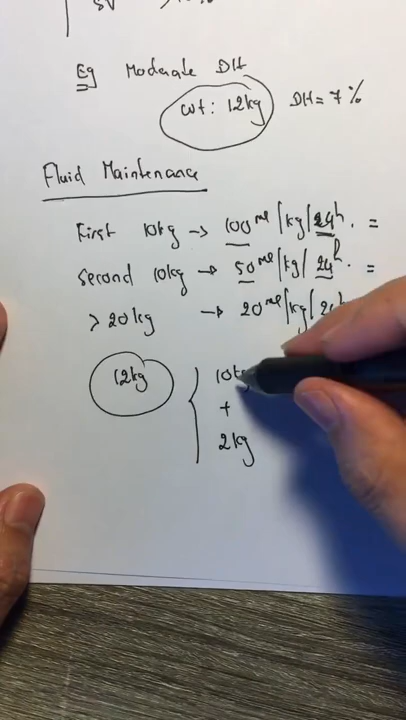 Eg Moderate DH
wt: 12kg DH = 7%
Fluid Maintenance
First 10kg → 100ml/kg/24h. =
second 10kg → 50ml/kg/24h. =
> 20kg → 20ml/kg/24h
12kg { 10kg
+
2kg